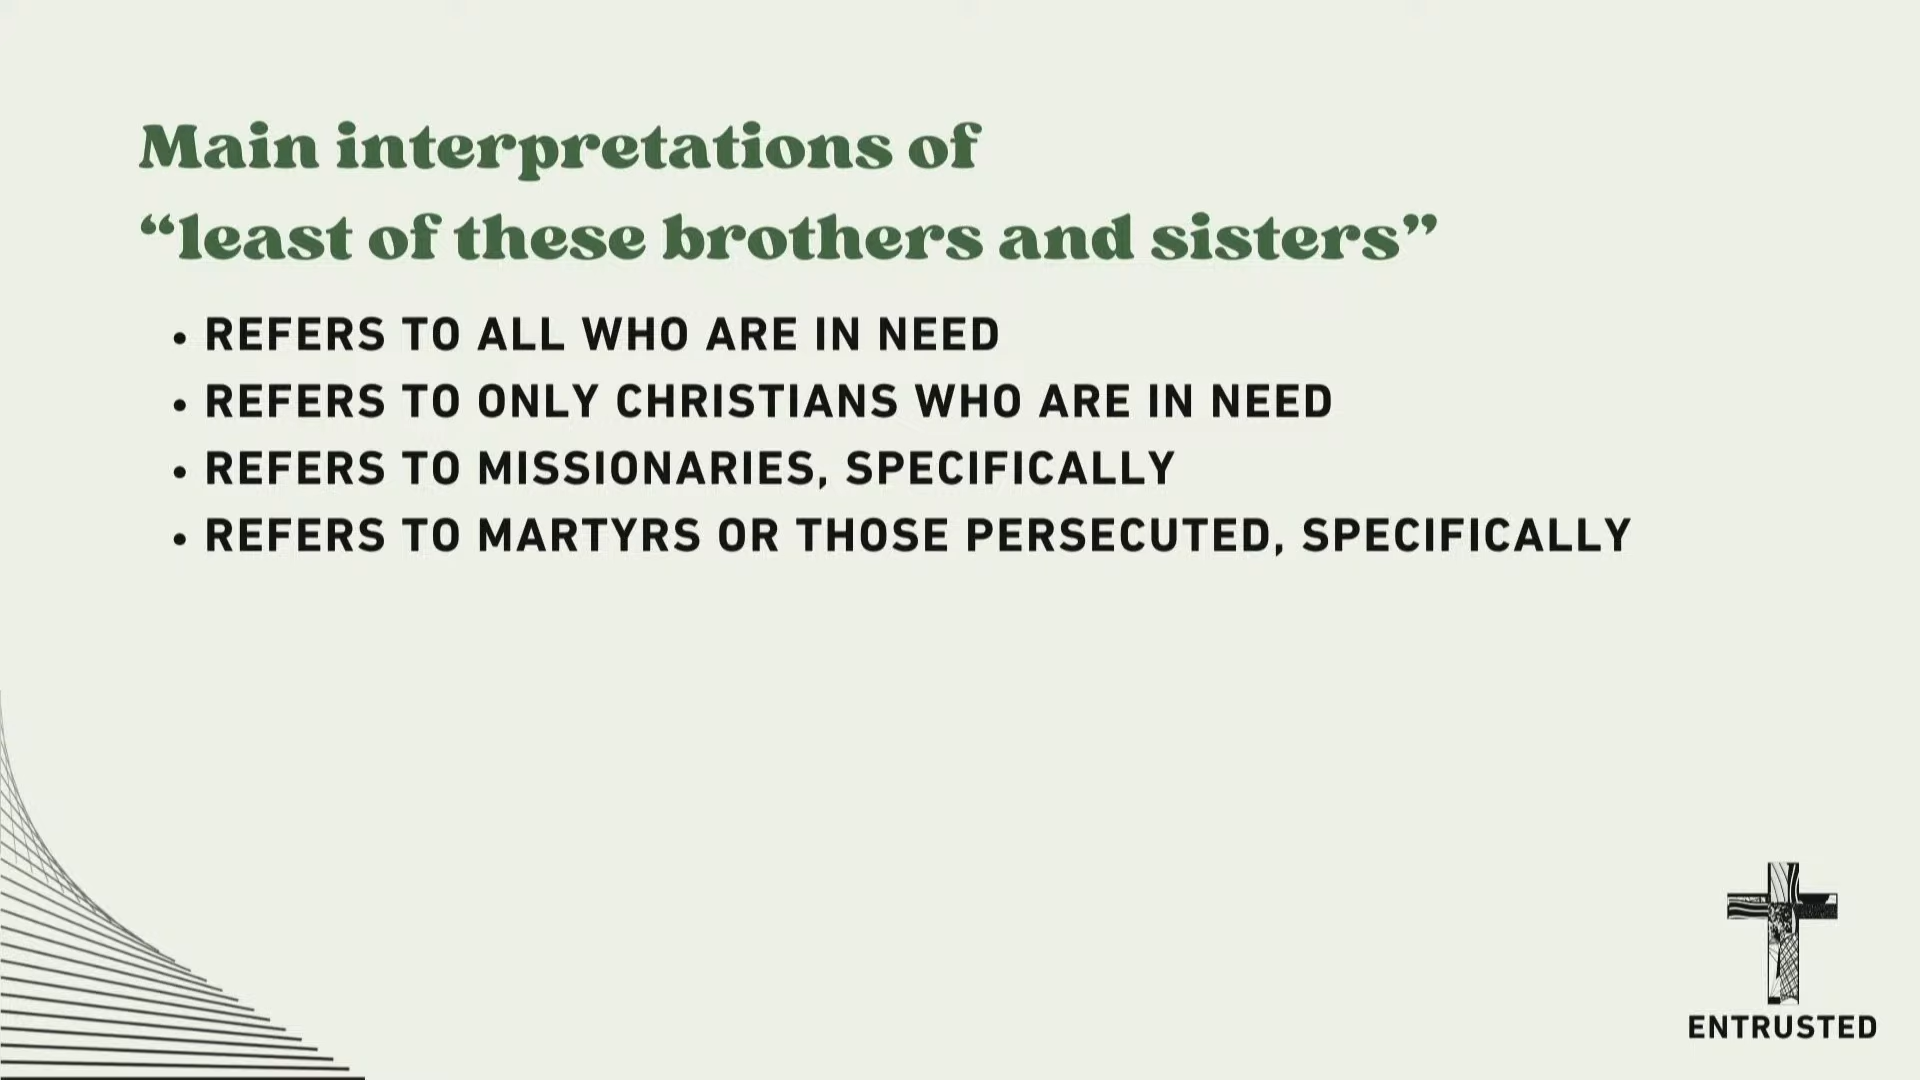 Main interpretations of
“least of these brothers and sisters”
• REFERS TO ALL WHO ARE IN NEED
• REFERS TO ONLY CHRISTIANS WHO ARE IN NEED
• REFERS TO MISSIONARIES, SPECIFICALLY
• REFERS TO MARTYRS OR THOSE PERSECUTED, SPECIFICALLY
ENTRUSTED